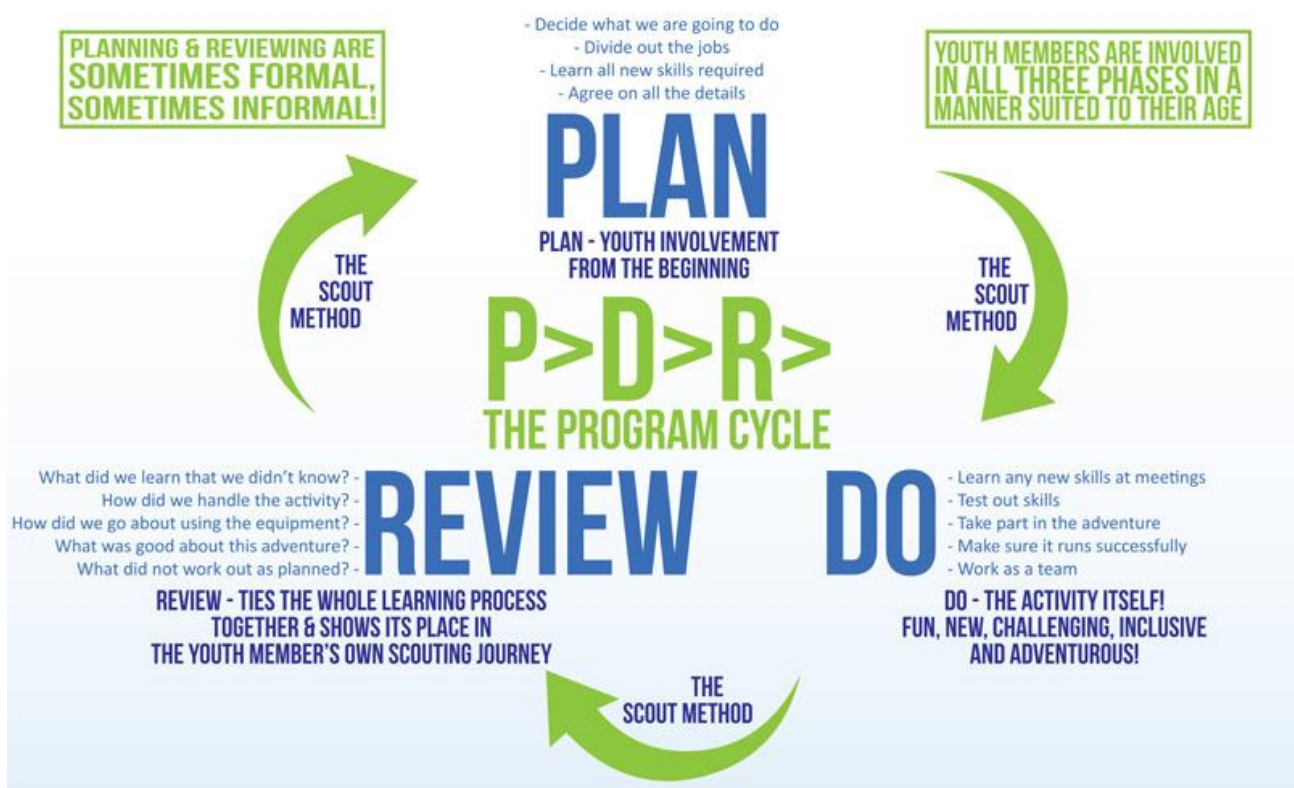 PLANNING & REVIEWING ARE
SOMETIMES FORMAL,
SOMETIMES INFORMAL!
- Decide what we are going to do
- Divide out the jobs
- Learn all new skills required
- Agree on all the details
YOUTH MEMBERS ARE INVOLVED
IN ALL THREE PHASES IN A
MANNER SUITED TO THEIR AGE
PLAN
PLAN - YOUTH INVOLVEMENT
FROM THE BEGINNING
THE
SCOUT
METHOD
THE
SCOUT
METHOD
P>D>R>
THE PROGRAM CYCLE
What did we learn that we didn't know? -
How did we handle the activity? -
How did we go about using the equipment? -
What was good about this adventure? -
What did not work out as planned? -
REVIEW
REVIEW - TIES THE WHOLE LEARNING PROCESS
TOGETHER & SHOWS ITS PLACE IN
THE YOUTH MEMBER'S OWN SCOUTING JOURNEY
DO
- Learn any new skills at meetings
- Test out skills
- Take part in the adventure
- Make sure it runs successfully
- Work as a team
DO - THE ACTIVITY ITSELF!
FUN, NEW, CHALLENGING, INCLUSIVE
AND ADVENTUROUS!
THE
SCOUT METHOD